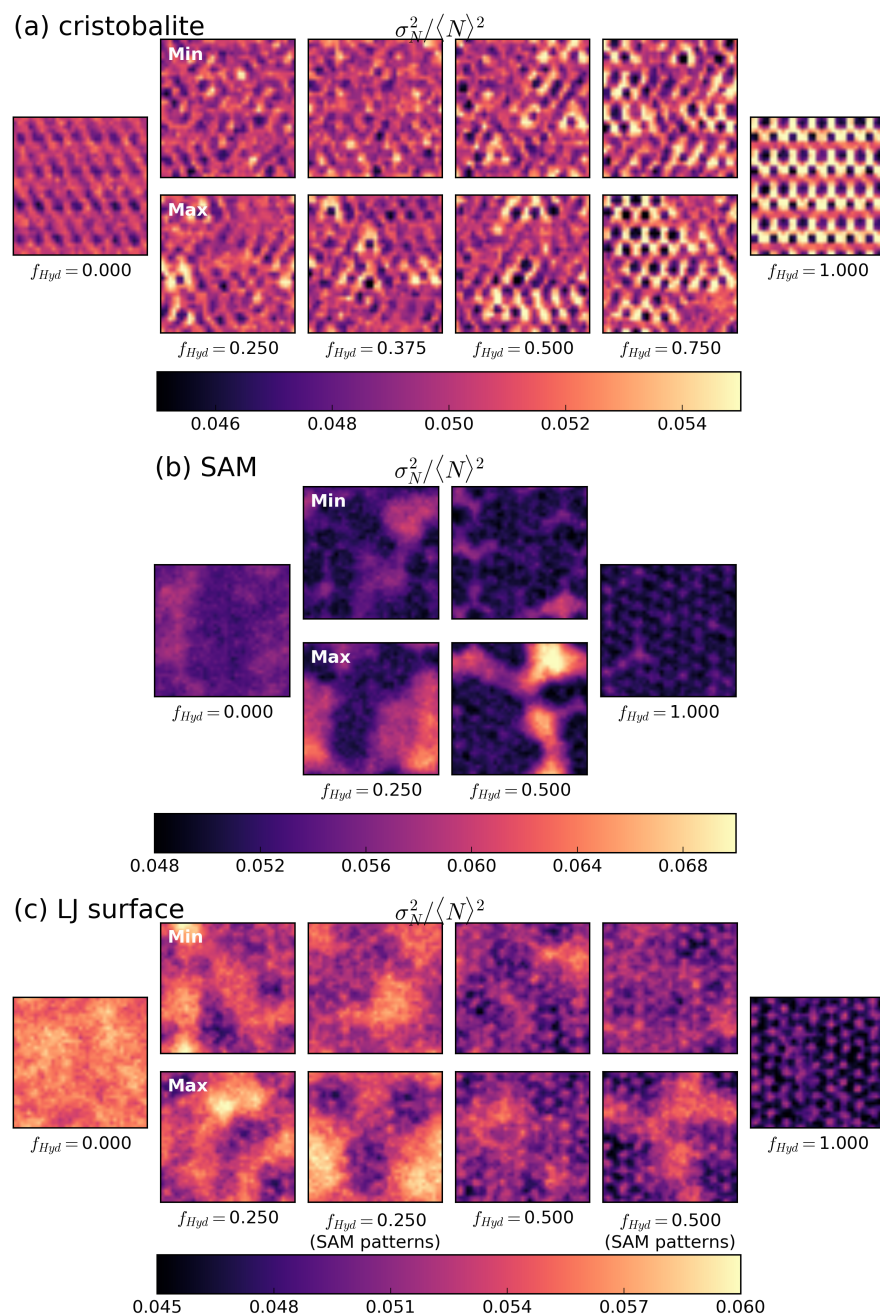 (a) cristobalite
σ_N^2/⟨N⟩^2
Min
Max
f_Hyd = 0.000
f_Hyd = 1.000
f_Hyd = 0.250
f_Hyd = 0.375
f_Hyd = 0.500
f_Hyd = 0.750
0.046 0.048 0.050 0.052 0.054
(b) SAM
σ_N^2/⟨N⟩^2
Min
Max
f_Hyd = 0.000
f_Hyd = 1.000
f_Hyd = 0.250
f_Hyd = 0.500
0.048 0.052 0.056 0.060 0.064 0.068
(c) LJ surface
σ_N^2/⟨N⟩^2
Min
Max
f_Hyd = 0.000
f_Hyd = 1.000
f_Hyd = 0.250
f_Hyd = 0.250
(SAM patterns)
f_Hyd = 0.500
f_Hyd = 0.500
(SAM patterns)
0.045 0.048 0.051 0.054 0.057 0.060